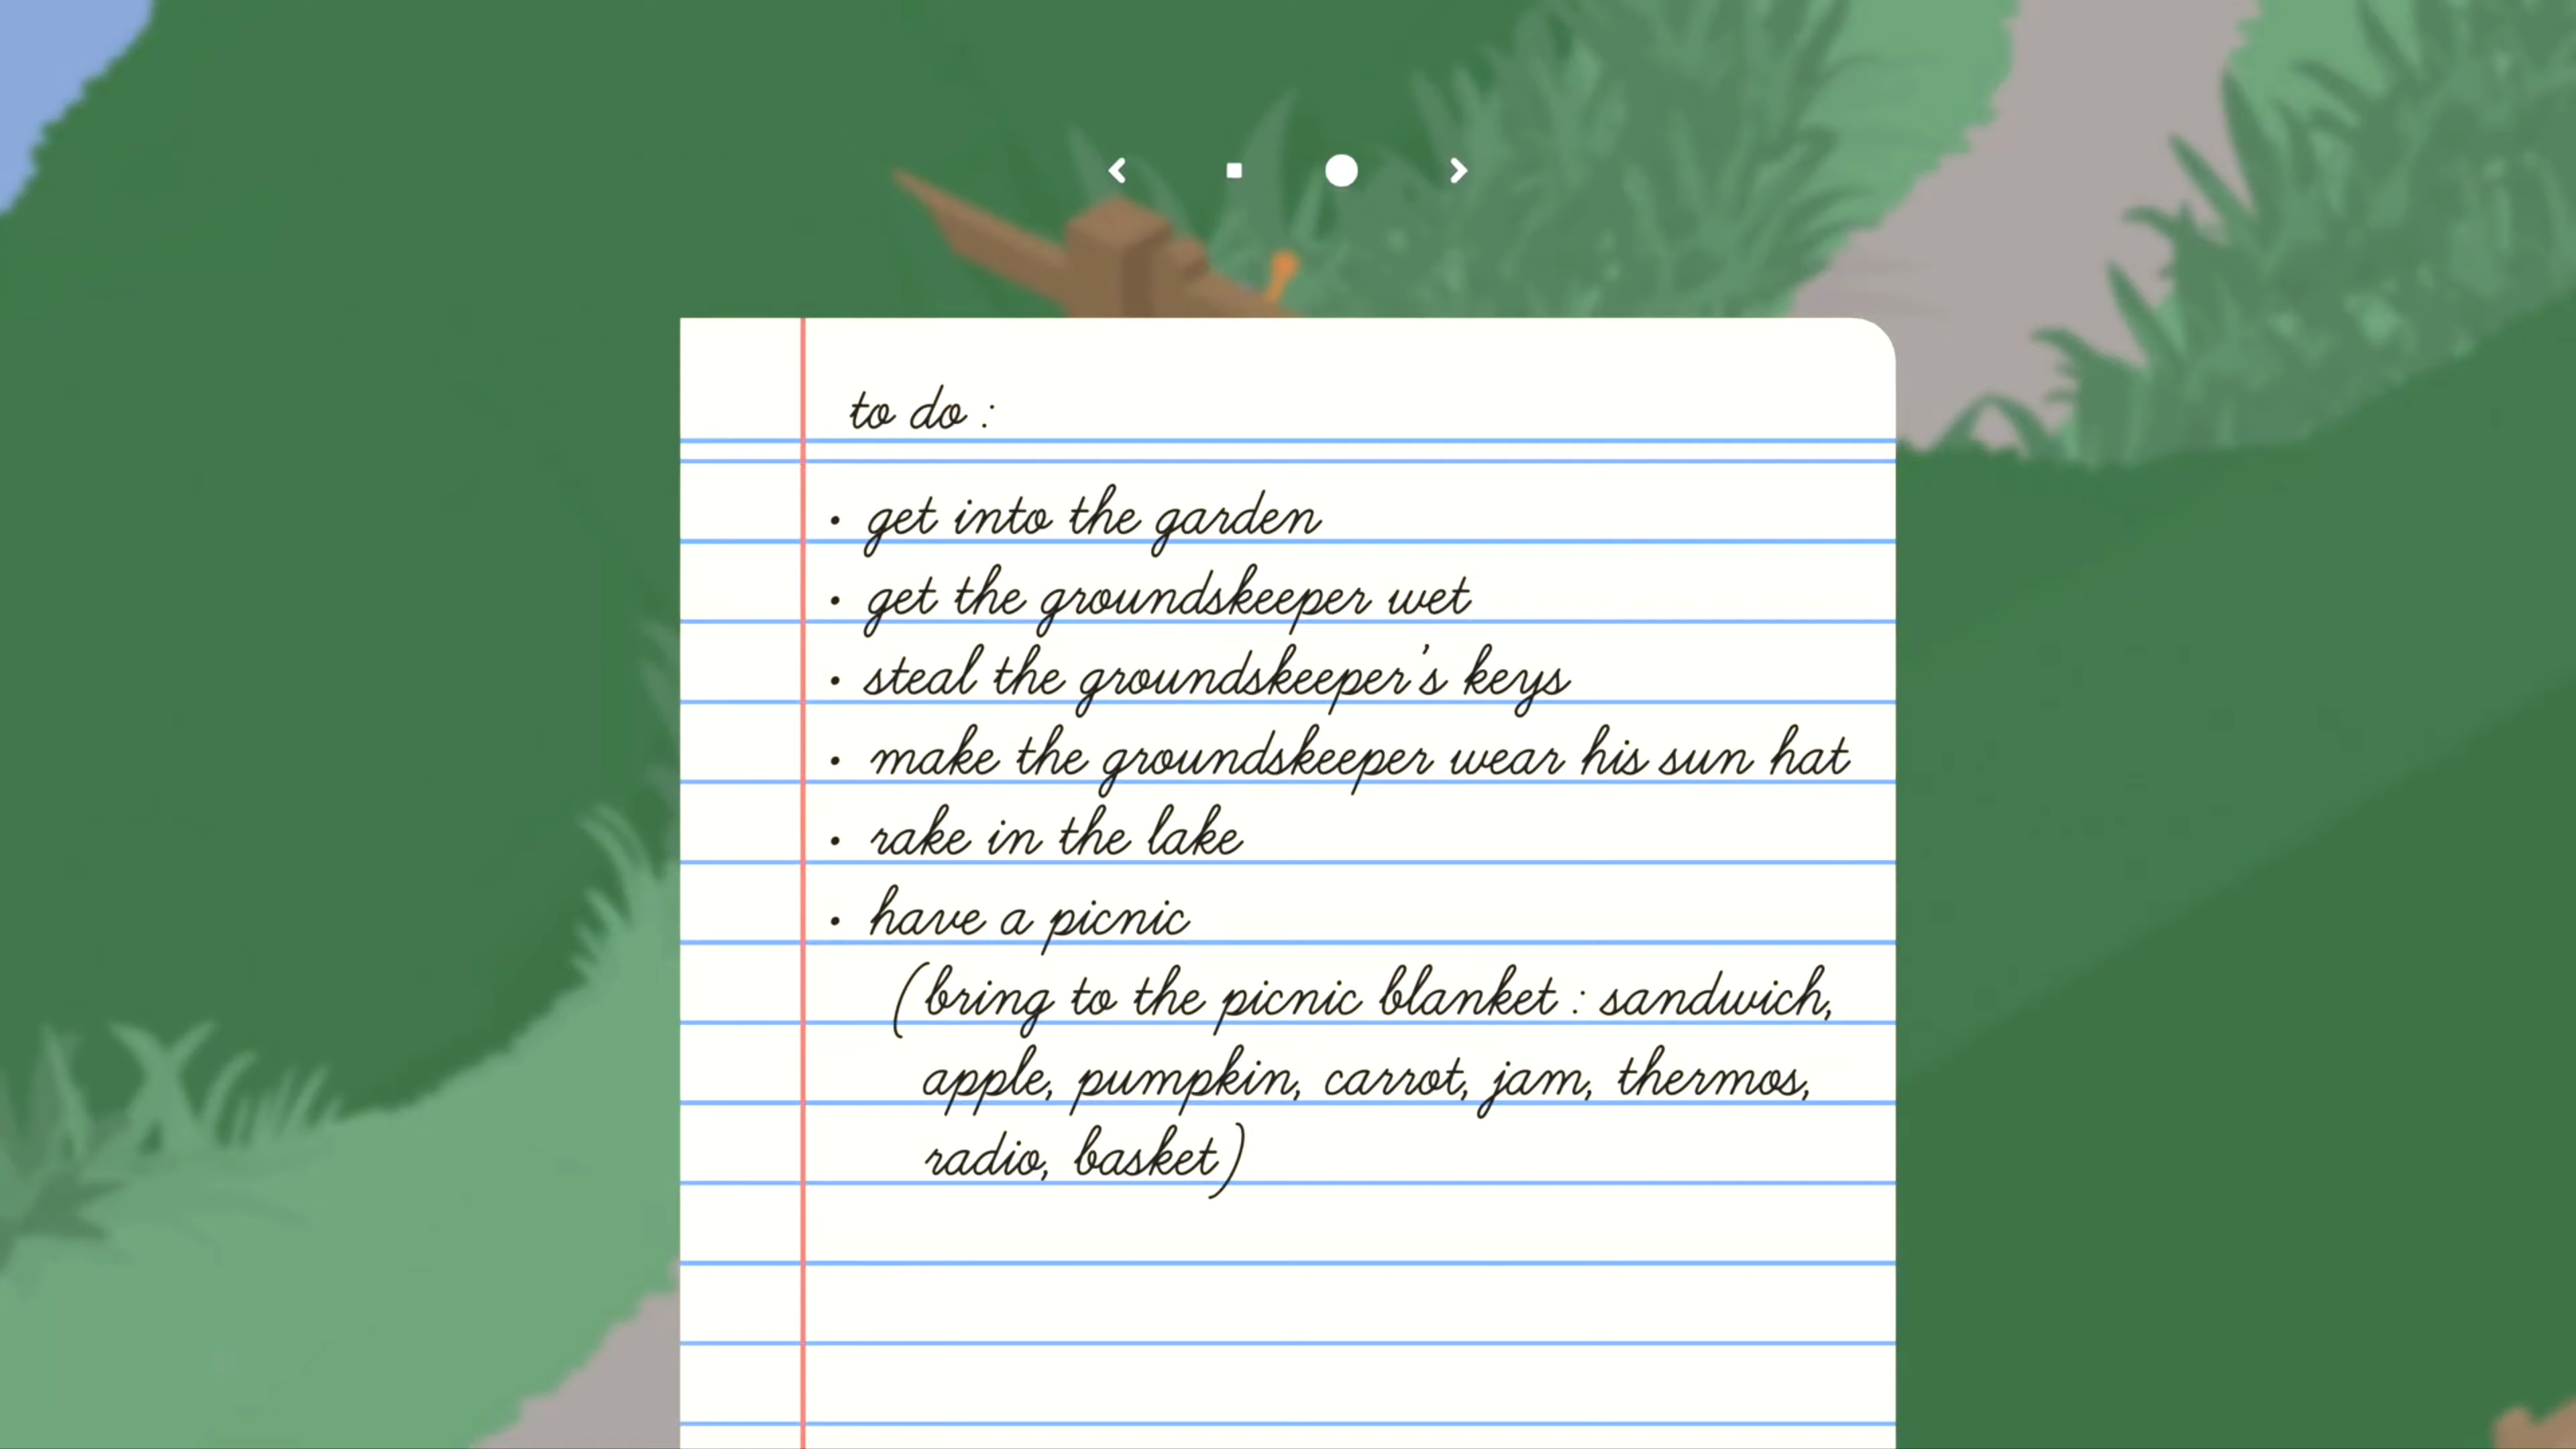 to do :
• get into the garden
• get the groundskeeper wet
• steal the groundskeeper's keys
• make the groundskeeper wear his sun hat
• rake in the lake
• have a picnic
(bring to the picnic blanket : sandwich,
apple, pumpkin, carrot, jam, thermos,
radio, basket)